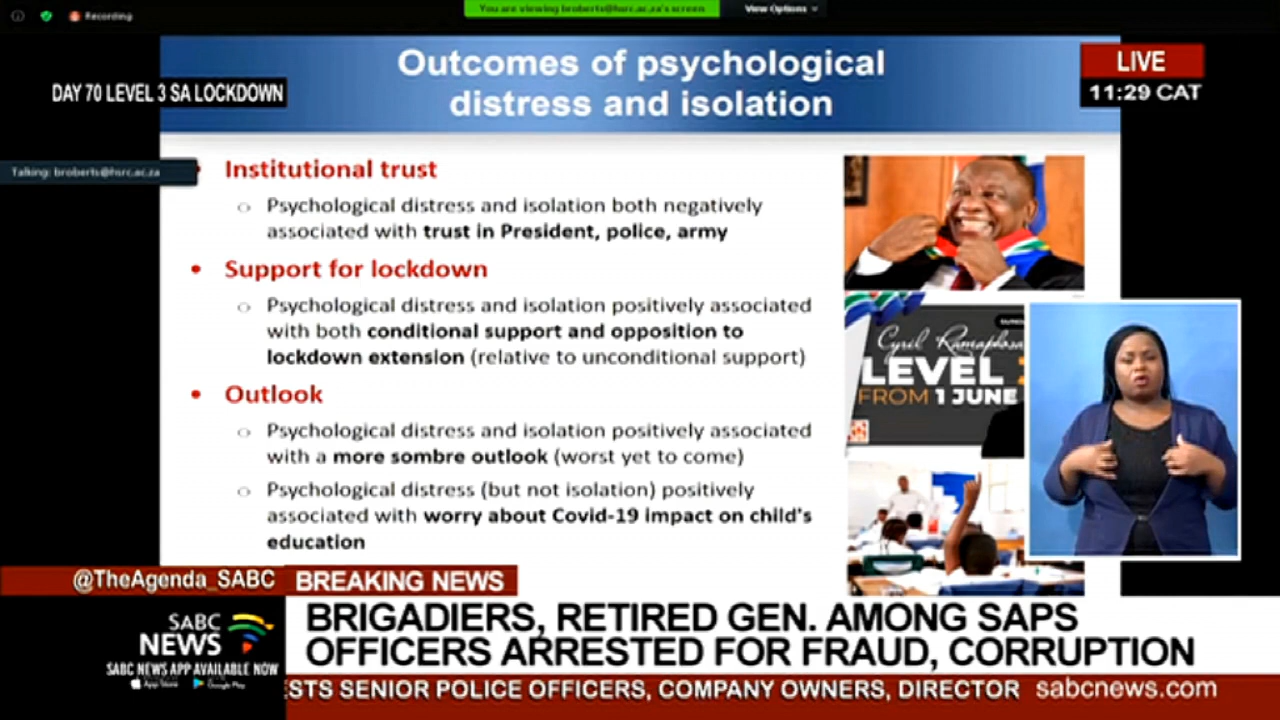 Recording
You are viewing broberts@hsrc.ac.za's screen
View Options
Outcomes of psychological
distress and isolation
DAY 70 LEVEL 3 SA LOCKDOWN
LIVE
11:29 CAT
Talking: broberts@hsrc.ac.za
• Institutional trust
○ Psychological distress and isolation both negatively
associated with trust in President, police, army
• Support for lockdown
○ Psychological distress and isolation positively associated
with both conditional support and opposition to
lockdown extension (relative to unconditional support)
• Outlook
○ Psychological distress and isolation positively associated
with a more sombre outlook (worst yet to come)
○ Psychological distress (but not isolation) positively
associated with worry about Covid-19 impact on child's
education
Cyril Ramaphosa
LEVEL
FROM 1 JUNE
@TheAgenda_SABC
BREAKING NEWS
SABC
NEWS
SABC NEWS APP AVAILABLE NOW
App Store
Google Play
BRIGADIERS, RETIRED GEN. AMONG SAPS
OFFICERS ARRESTED FOR FRAUD, CORRUPTION
STS SENIOR POLICE OFFICERS, COMPANY OWNERS, DIRECTOR
sabcnews.com